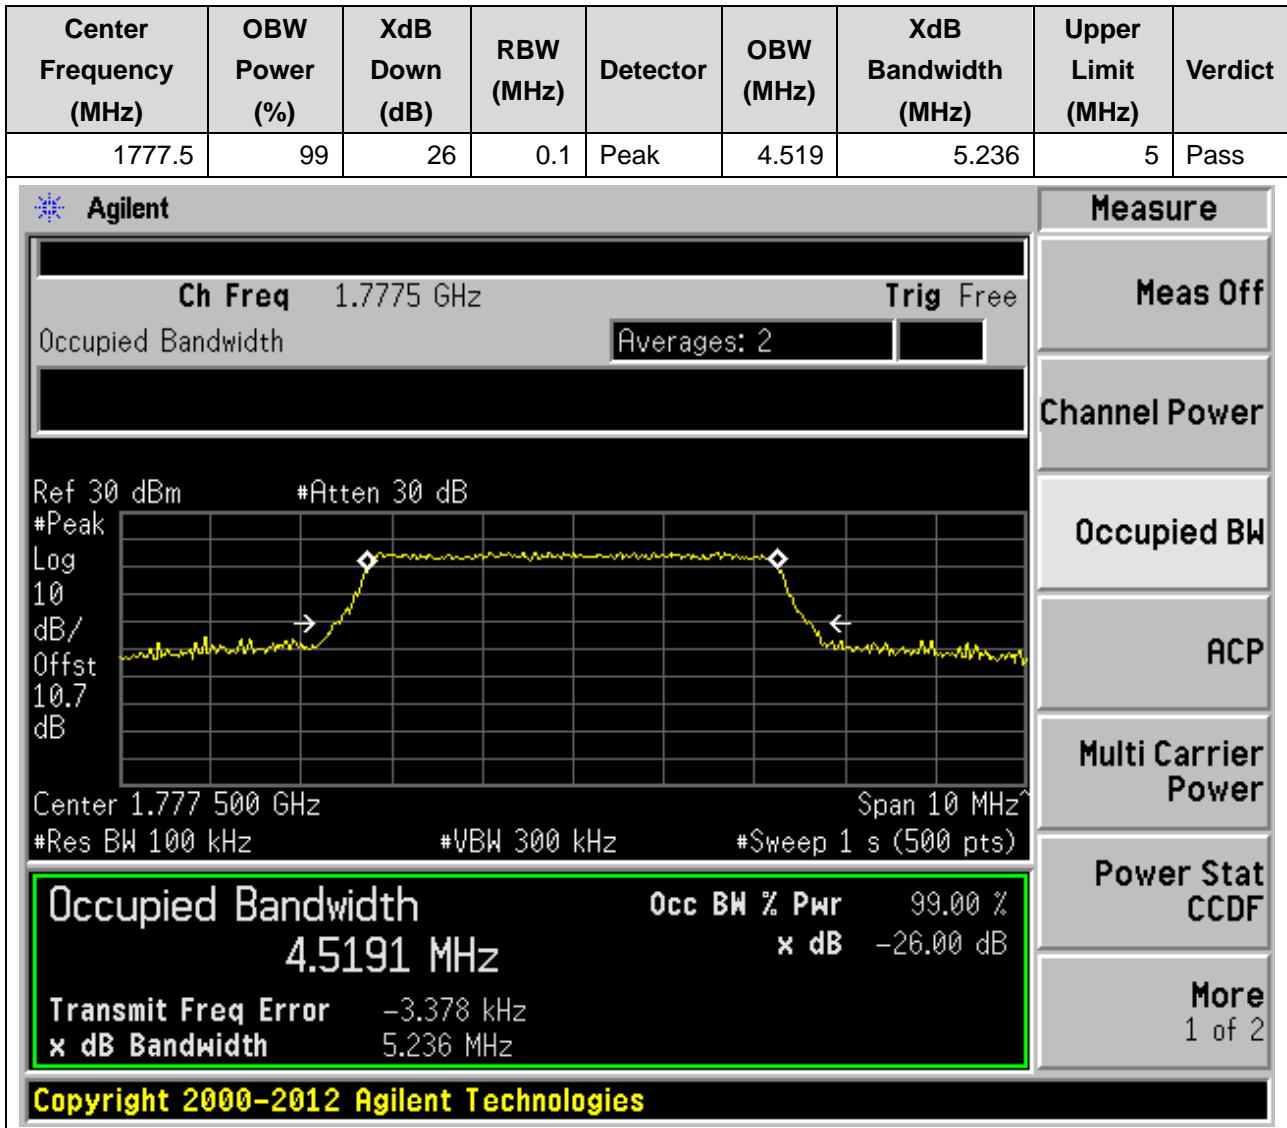 Center Frequency (MHz) OBW Power (%) XdB Down (dB) RBW (MHz) Detector OBW (MHz) XdB Bandwidth (MHz) Upper Limit (MHz) Verdict
1777.5 99 26 0.1 Peak 4.519 5.236 5 Pass
Agilent
Measure
Ch Freq 1.7775 GHz Trig Free
Meas Off
Occupied Bandwidth Averages: 2
Channel Power
Ref 30 dBm #Atten 30 dB
#Peak
Log
10
dB/
Offst
10.7
dB
Occupied BW
ACP
Multi Carrier
Power
Center 1.777 500 GHz Span 10 MHz^
#Res BW 100 kHz #VBW 300 kHz #Sweep 1 s (500 pts)
Power Stat
CCDF
Occupied Bandwidth Occ BW % Pwr 99.00 %
4.5191 MHz x dB -26.00 dB
Transmit Freq Error -3.378 kHz
x dB Bandwidth 5.236 MHz
More
1 of 2
Copyright 2000-2012 Agilent Technologies